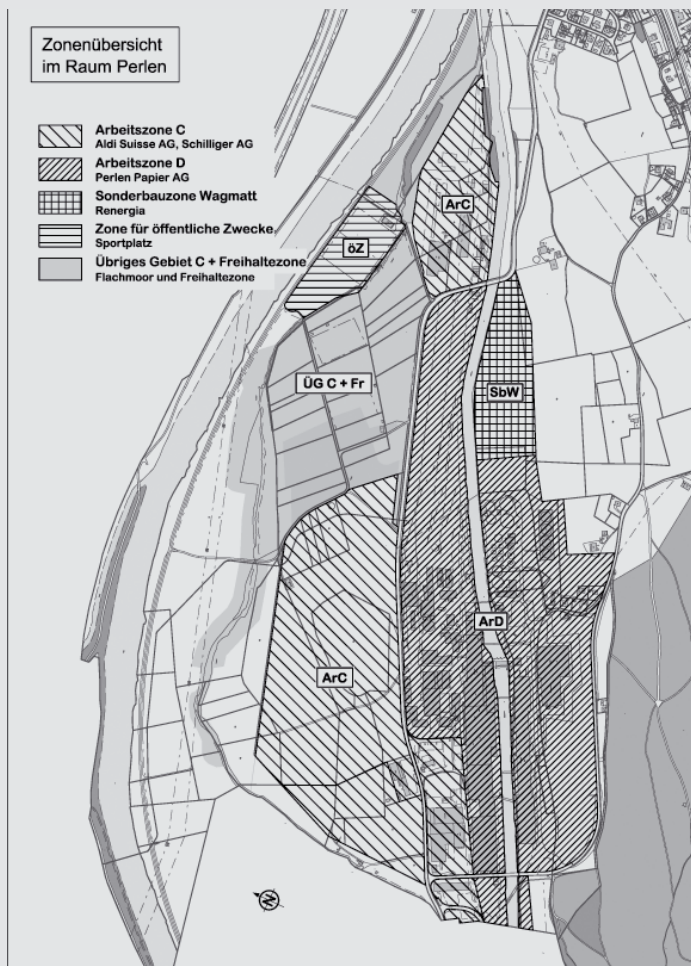 Zonenübersicht
im Raum Perlen
Arbeitszone C
Aldi Suisse AG, Schilliger AG
Arbeitszone D
Perlen Papier AG
Sonderbauzone Wagmatt
Renergia
Zone für öffentliche Zwecke
Sportplatz
Übriges Gebiet C + Freihaltezone
Flachmoor und Freihaltezone
ArC
öZ
ÜG C + Fr
SbW
ArD
ArC
N